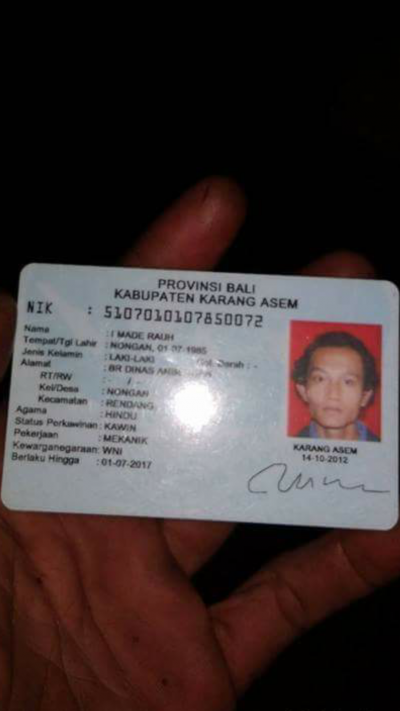 PROVINSI BALI
KABUPATEN KARANG ASEM
NIK : 5107010107850072
Nama : I MADE RAUH
Tempat/Tgl Lahir : NONGAN, 01-07-1985
Jenis Kelamin : LAKI-LAKI Darah : -
Alamat : BR DINAS
RT/RW : - / -
Kel/Desa : NONGAN
Kecamatan : RENDANG
Agama : HINDU
Status Perkawinan : KAWIN
Pekerjaan : MEKANIK
Kewarganegaraan: WNI
Berlaku Hingga : 01-07-2017
KARANG ASEM
14-10-2012